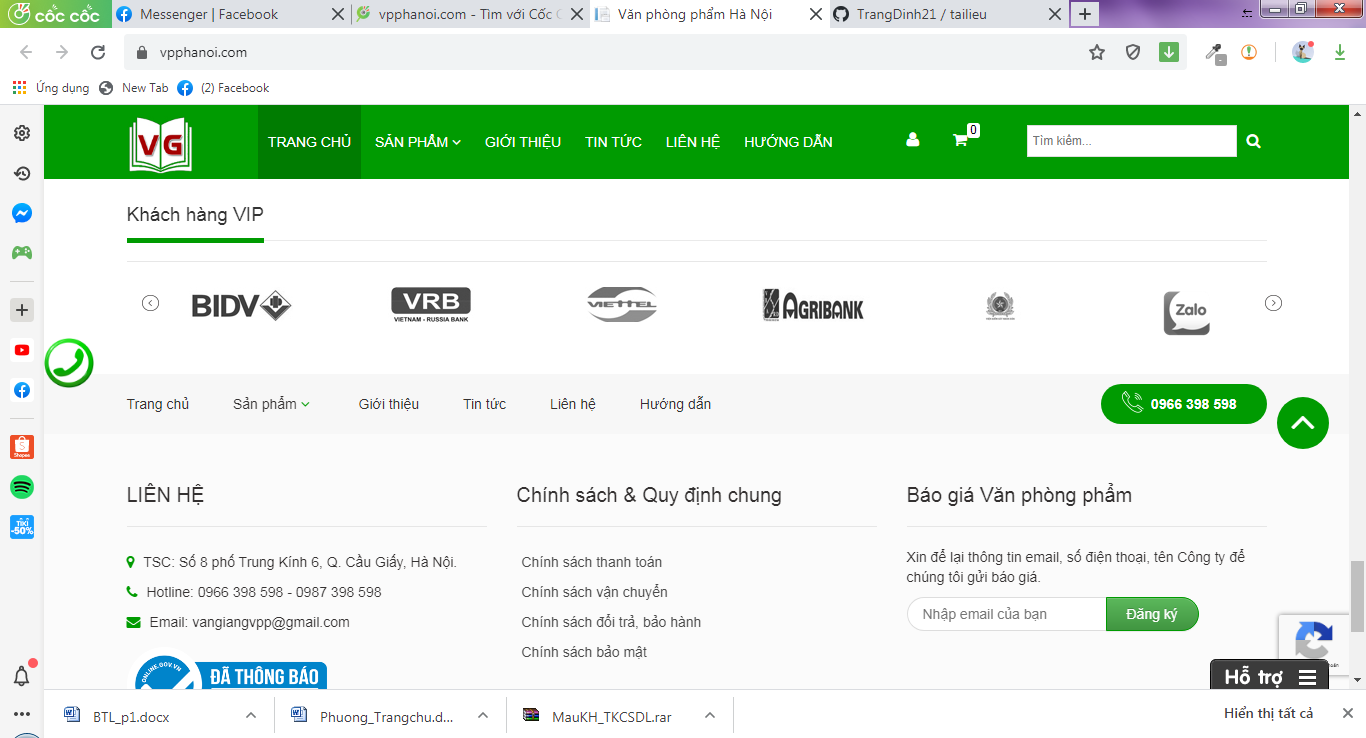 cốc cốc
Messenger | Facebook
vpphanoi.com - Tìm với Cốc C
Văn phòng phẩm Hà Nội
TrangDinh21 / tailieu
vpphanoi.com
Ứng dụng
New Tab
(2) Facebook
VG
TRANG CHỦ
SẢN PHẨM
GIỚI THIỆU
TIN TỨC
LIÊN HỆ
HƯỚNG DẪN
0
Tìm kiếm...
Khách hàng VIP
BIDV
VRB
VIETNAM - RUSSIA BANK
VIETTEL
AGRIBANK
Zalo
Trang chủ
Sản phẩm
Giới thiệu
Tin tức
Liên hệ
Hướng dẫn
0966 398 598
LIÊN HỆ
TSC: Số 8 phố Trung Kính 6, Q. Cầu Giấy, Hà Nội.
Hotline: 0966 398 598 - 0987 398 598
Email: vangiangvpp@gmail.com
ONLINE.GOV.VN
ĐÃ THÔNG BÁO
Chính sách & Quy định chung
Chính sách thanh toán
Chính sách vận chuyển
Chính sách đổi trả, bảo hành
Chính sách bảo mật
Báo giá Văn phòng phẩm
Xin để lại thông tin email, số điện thoại, tên Công ty để
chúng tôi gửi báo giá.
Nhập email của bạn
Đăng ký
Hỗ trợ
Shopee
TIKI
-50%
BTL_p1.docx
Phuong_Trangchu.d...
MauKH_TKCSDL.rar
Hiển thị tất cả